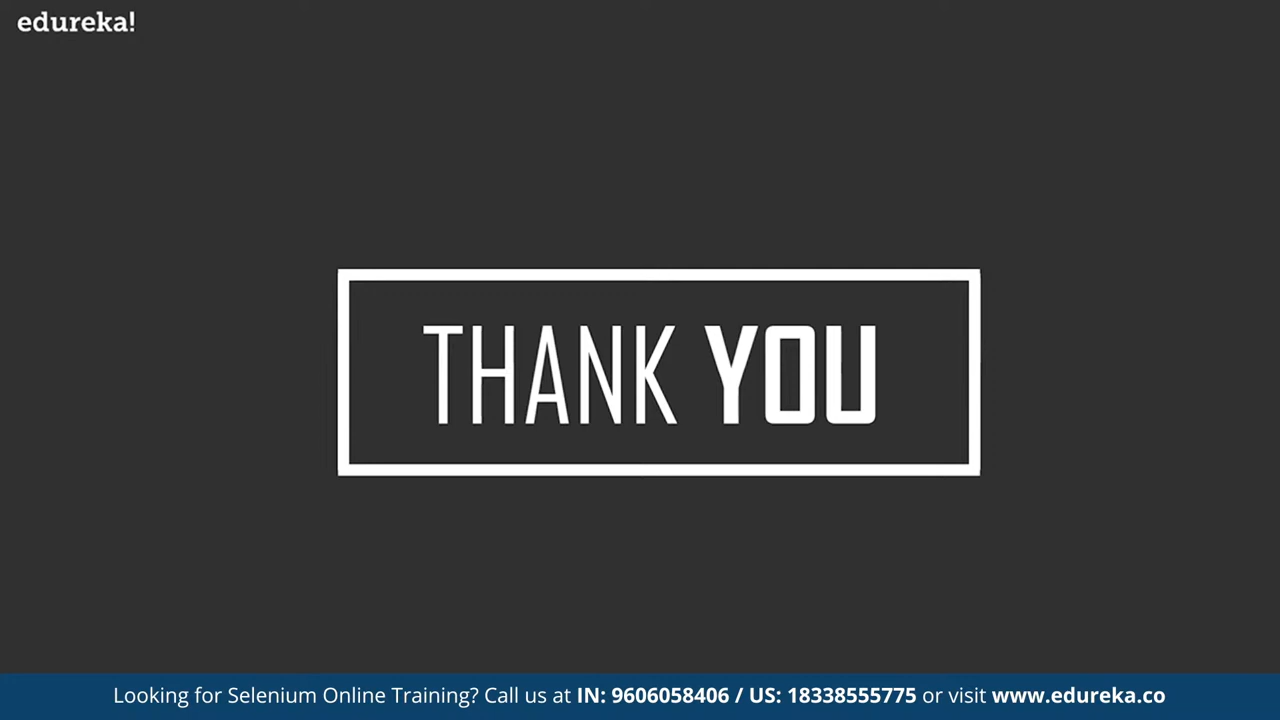 edureka!
THANK YOU
Looking for Selenium Online Training? Call us at IN: 9606058406 / US: 18338555775 or visit www.edureka.co